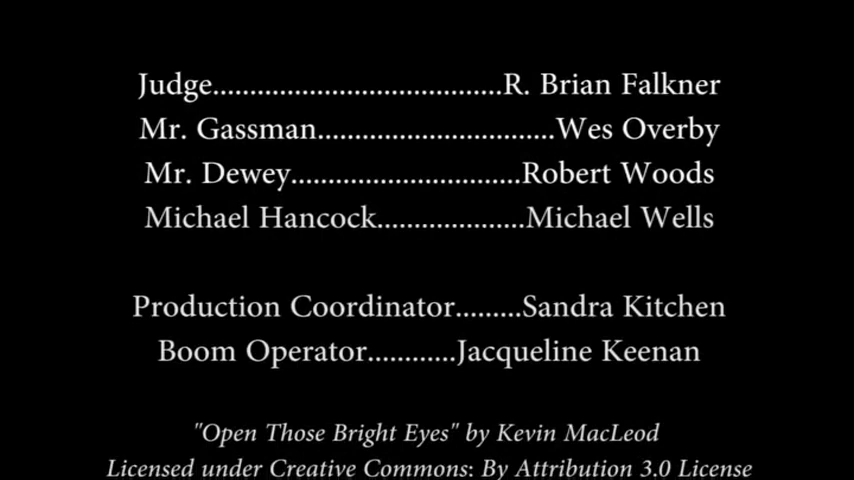 Judge.......................................R. Brian Falkner
Mr. Gassman................................Wes Overby
Mr. Dewey...............................Robert Woods
Michael Hancock....................Michael Wells
Production Coordinator.........Sandra Kitchen
Boom Operator............Jacqueline Keenan
"Open Those Bright Eyes" by Kevin MacLeod
Licensed under Creative Commons: By Attribution 3.0 License